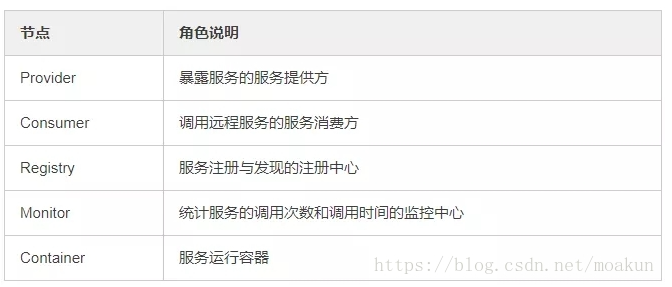 节点 角色说明
Provider 暴露服务的服务提供方
Consumer 调用远程服务的服务消费方
Registry 服务注册与发现的注册中心
Monitor 统计服务的调用次数和调用时间的监控中心
Container 服务运行容器
https://blog.csdn.net/moakun